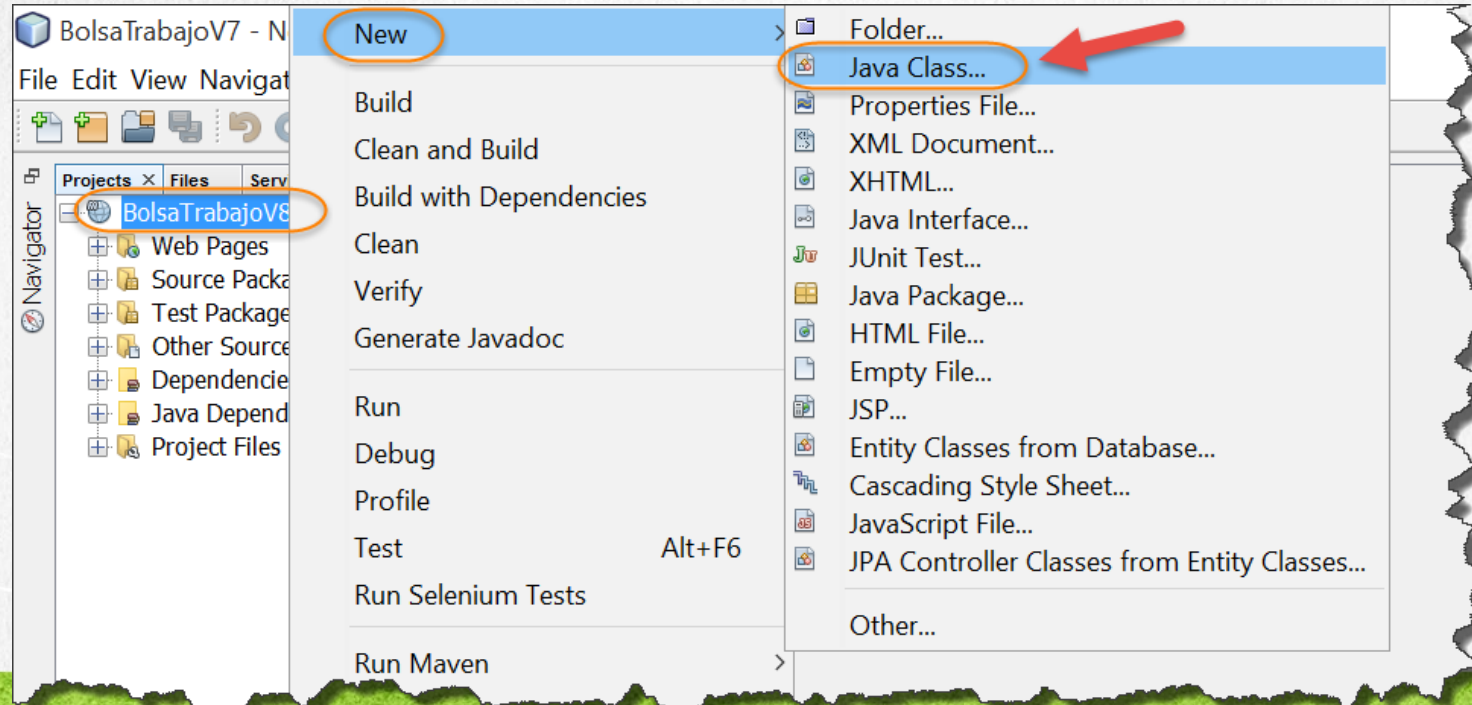 BolsaTrabajoV7 - N
File Edit View Navigat
Projects × Files Serv
Navigator
BolsaTrabajoV8
Web Pages
Source Packa
Test Package
Other Source
Dependencie
Java Depend
Project Files
New
Build
Clean and Build
Build with Dependencies
Clean
Verify
Generate Javadoc
Run
Debug
Profile
Test Alt+F6
Run Selenium Tests
Run Maven
Folder...
Java Class...
Properties File...
XML Document...
XHTML...
Java Interface...
JUnit Test...
Java Package...
HTML File...
Empty File...
JSP...
Entity Classes from Database...
Cascading Style Sheet...
JavaScript File...
JPA Controller Classes from Entity Classes...
Other...